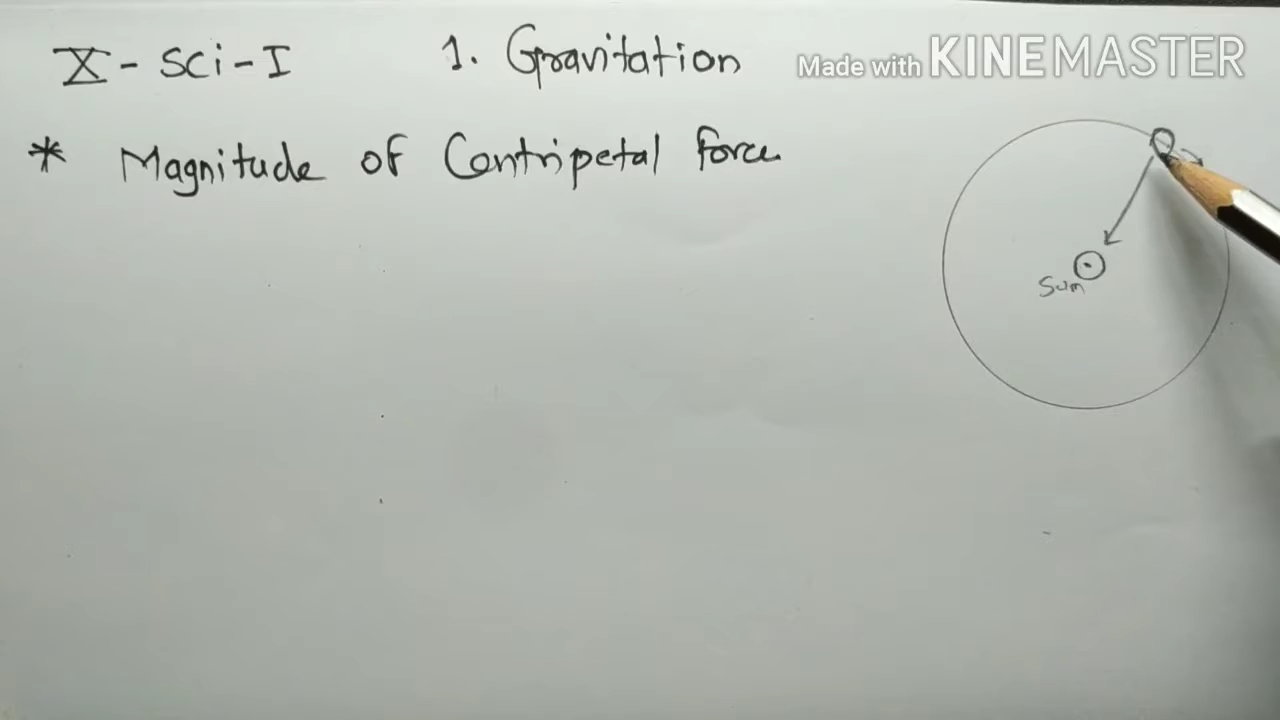 X - Sci - I 1. Gravitation
Made with KINEMASTER
* Magnitude of Centripetal force
Sun